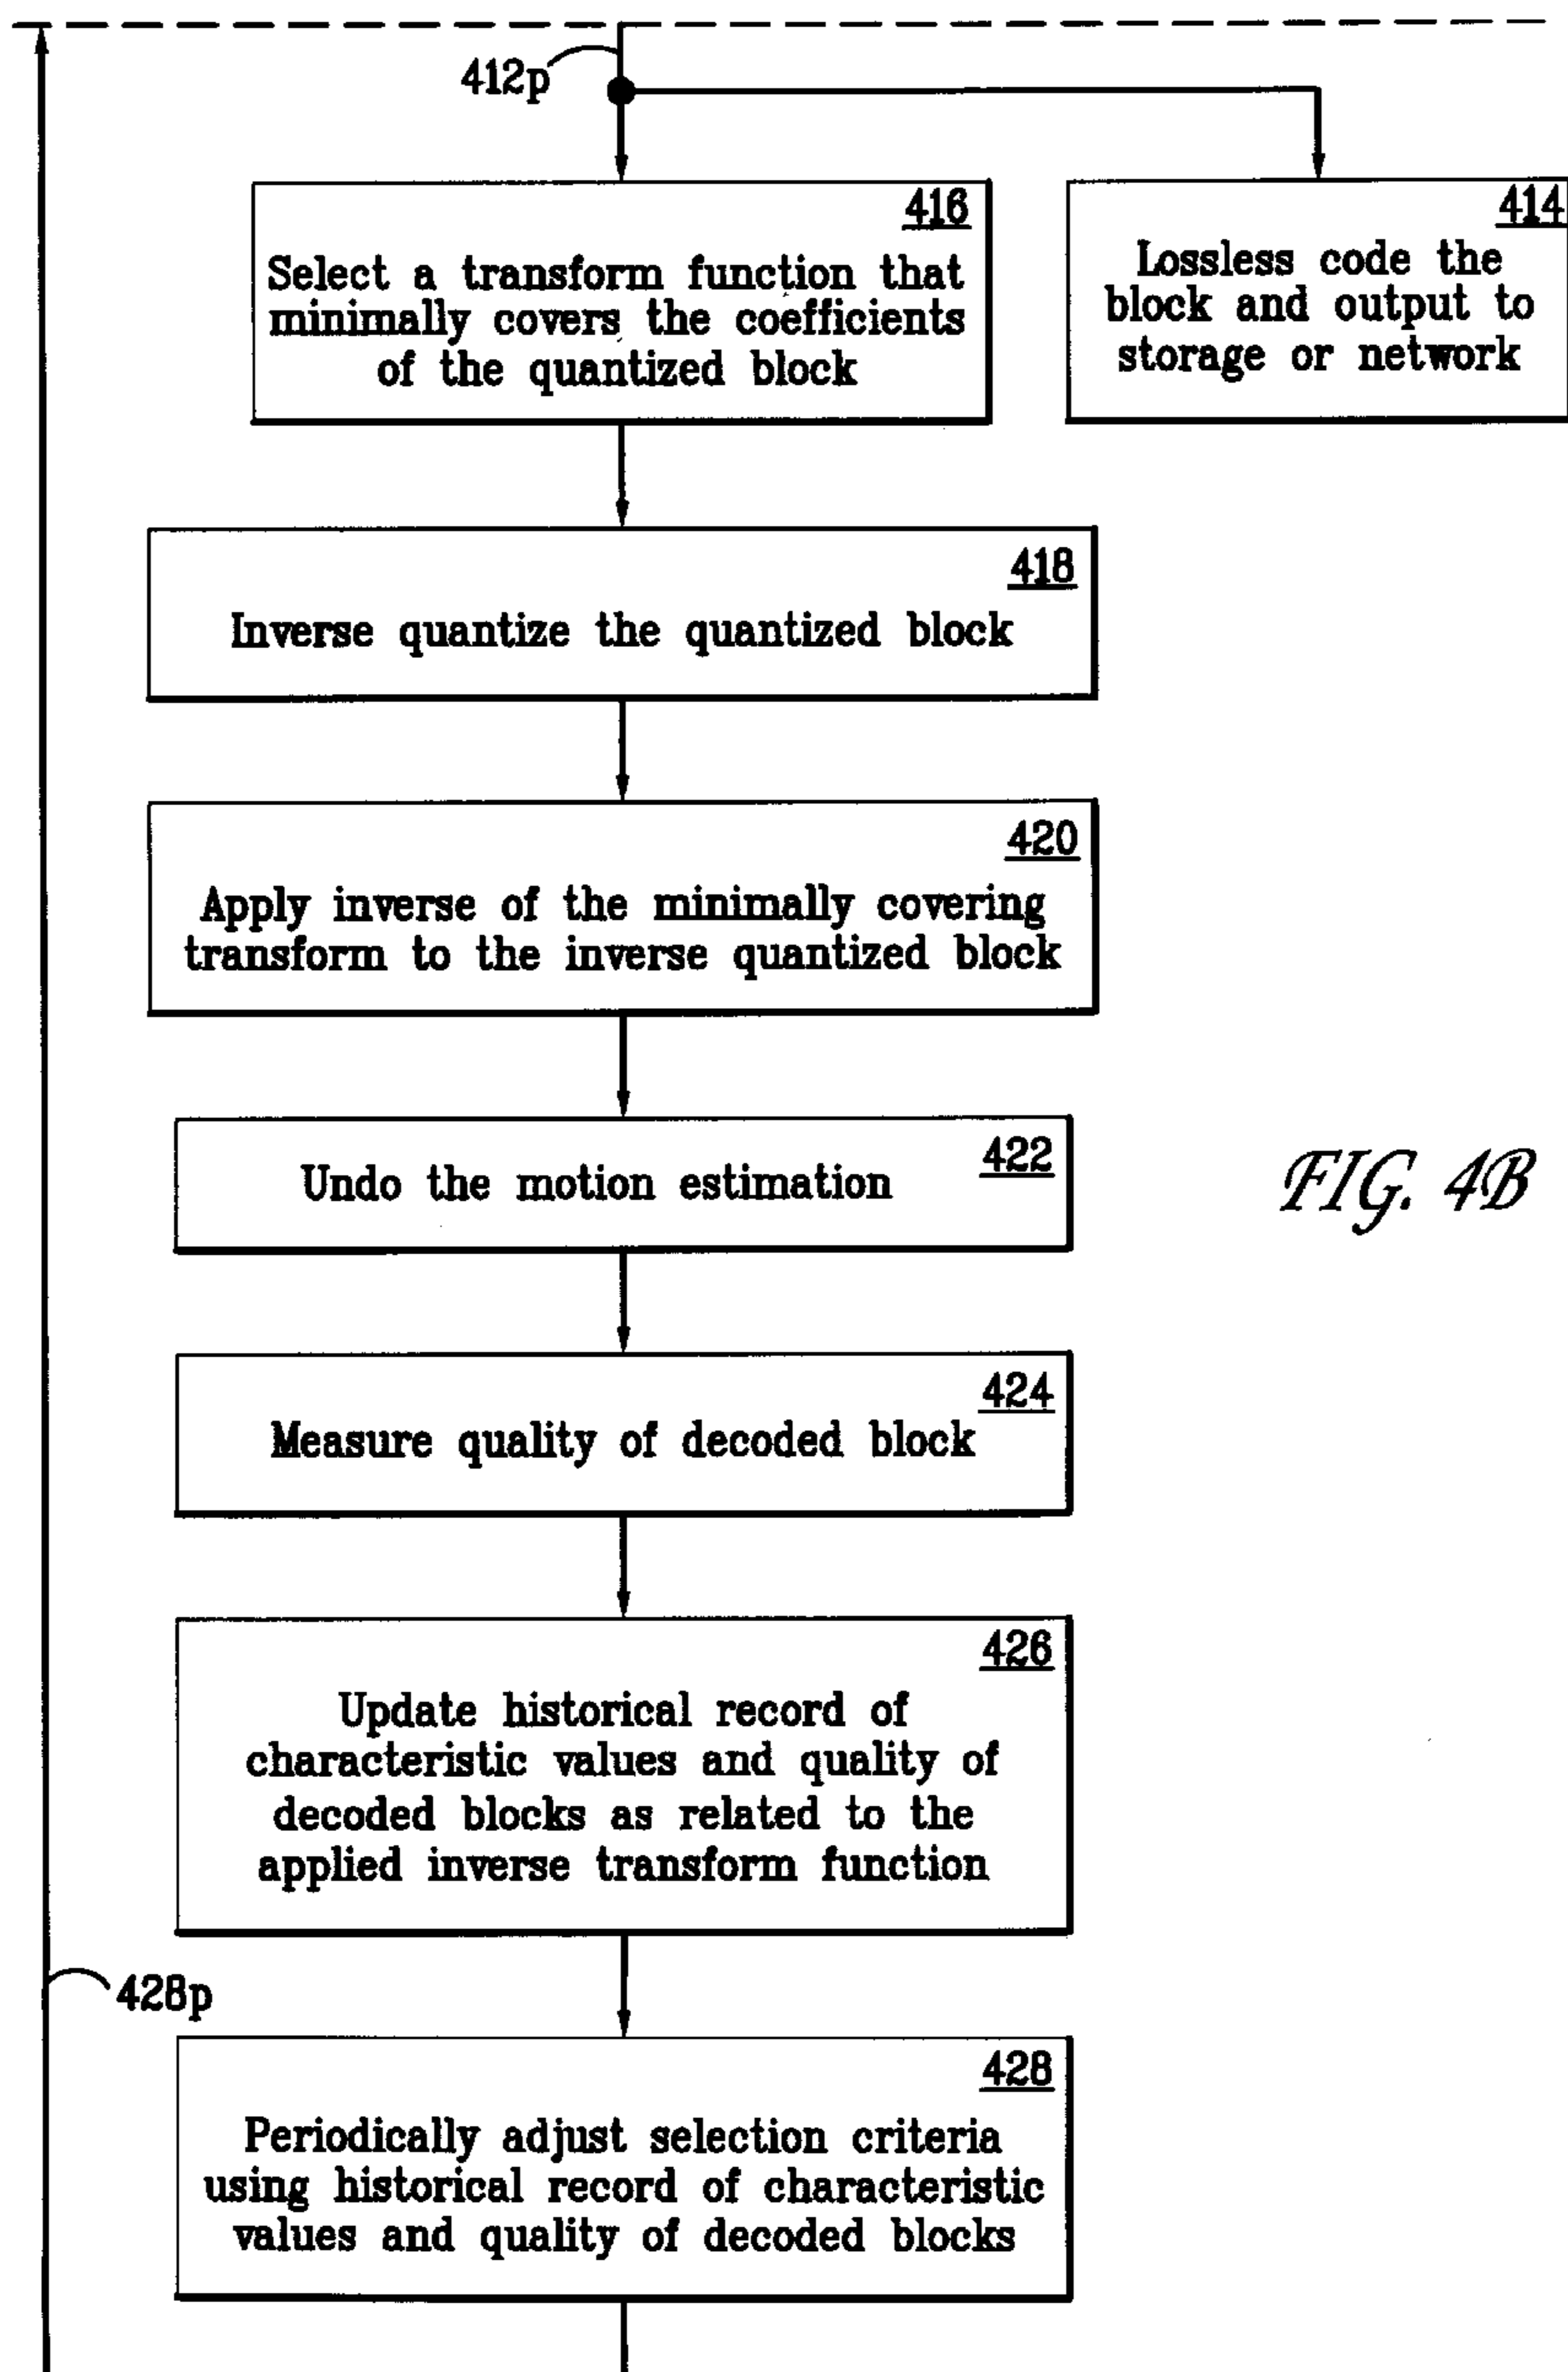 412p
416
Select a transform function that
minimally covers the coefficients
of the quantized block
414
Lossless code the
block and output to
storage or network
418
Inverse quantize the quantized block
420
Apply inverse of the minimally covering
transform to the inverse quantized block
422
Undo the motion estimation
FIG. 4B
424
Measure quality of decoded block
426
Update historical record of
characteristic values and quality of
decoded blocks as related to the
applied inverse transform function
428p
428
Periodically adjust selection criteria
using historical record of characteristic
values and quality of decoded blocks